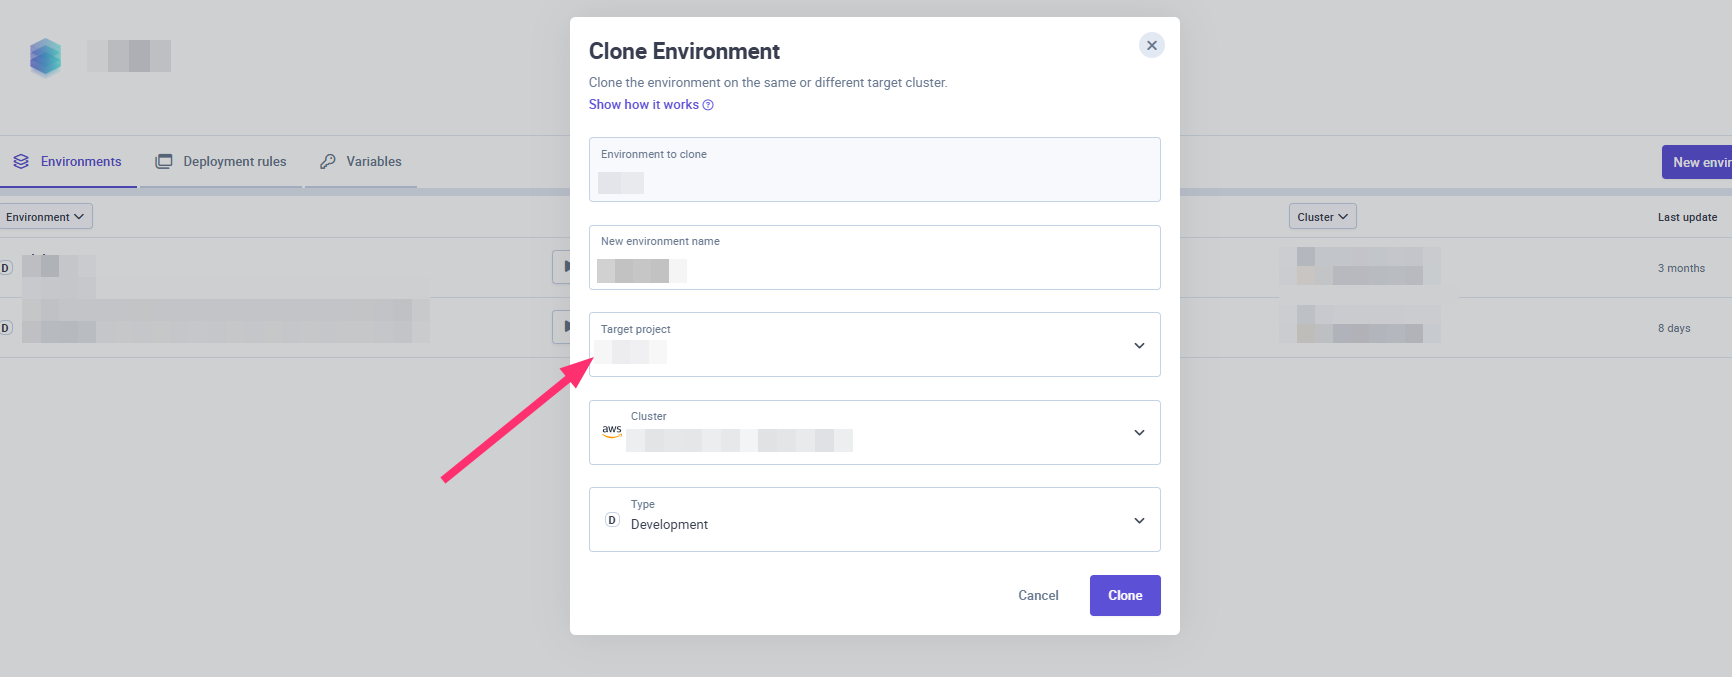 Clone Environment
Clone the environment on the same or different target cluster.
Show how it works
Environments
Deployment rules
Variables
New envir
Environment to clone
Environment
Cluster
Last update
New environment name
D
3 months
D
8 days
Target project
Cluster
aws
Type
D
Development
Cancel
Clone